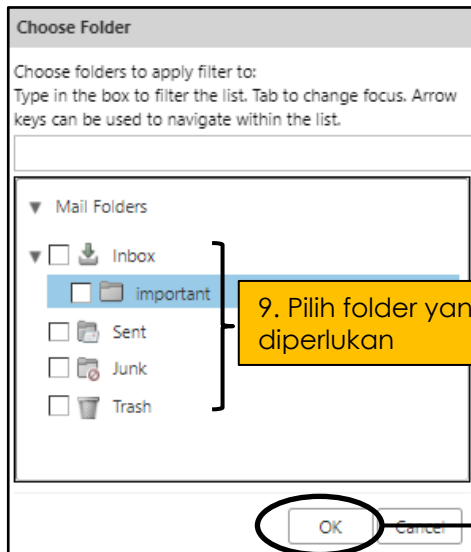 Choose Folder
Choose folders to apply filter to:
Type in the box to filter the list. Tab to change focus. Arrow
keys can be used to navigate within the list.
Mail Folders
Inbox
important
Sent
Junk
Trash
9. Pilih folder yan
diperlukan
OK
Cancel